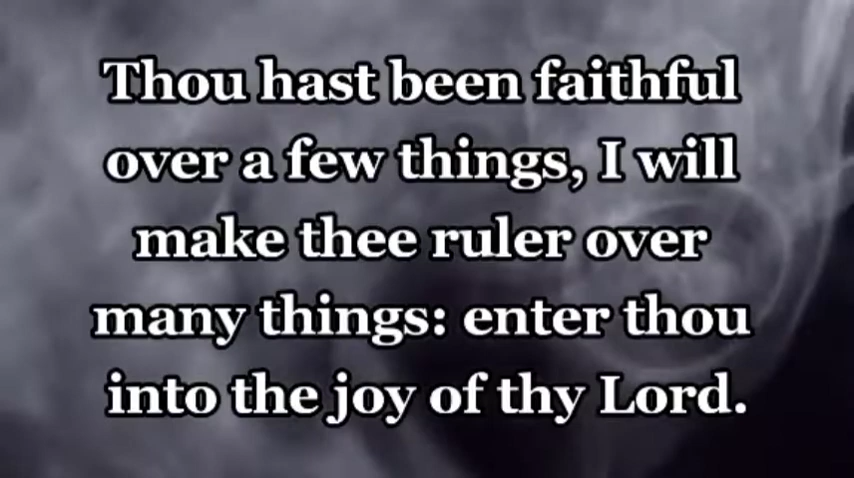 Thou hast been faithful
over a few things, I will
make thee ruler over
many things: enter thou
into the joy of thy Lord.